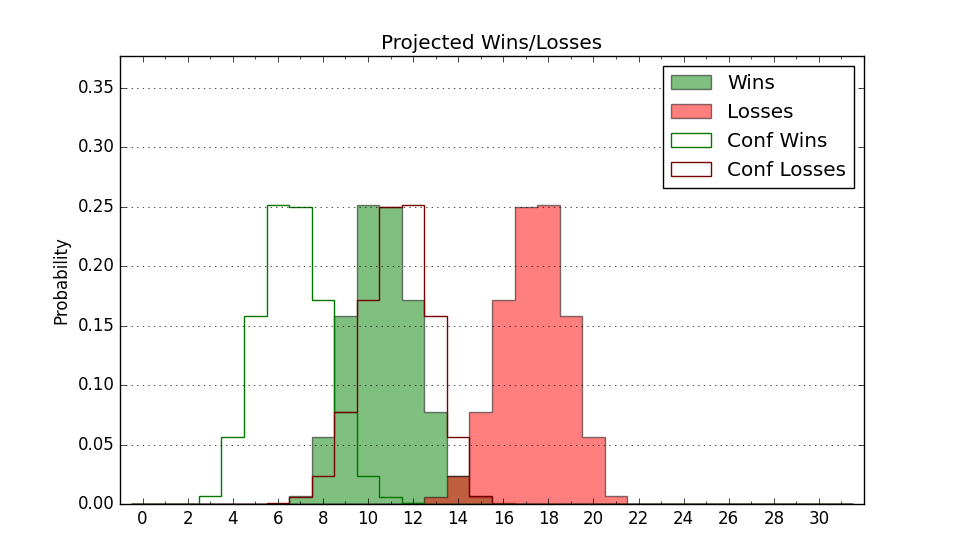 Projected Wins/Losses
Wins
Losses
Conf Wins
Conf Losses
Probability
0.35
0.30
0.25
0.20
0.15
0.10
0.05
0.00
0 2 4 6 8 10 12 14 16 18 20 22 24 26 28 30